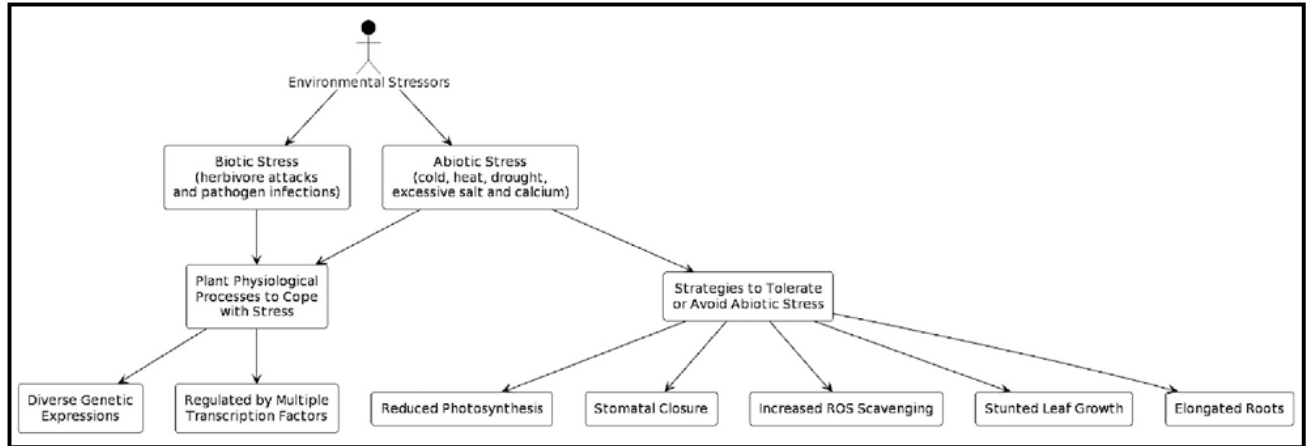 Environmental Stressors
Biotic Stress
(herbivore attacks
and pathogen infections)
Abiotic Stress
(cold, heat, drought,
excessive salt and calcium)
Plant Physiological
Processes to Cope
with Stress
Strategies to Tolerate
or Avoid Abiotic Stress
Diverse Genetic
Expressions
Regulated by Multiple
Transcription Factors
Reduced Photosynthesis
Stomatal Closure
Increased ROS Scavenging
Stunted Leaf Growth
Elongated Roots